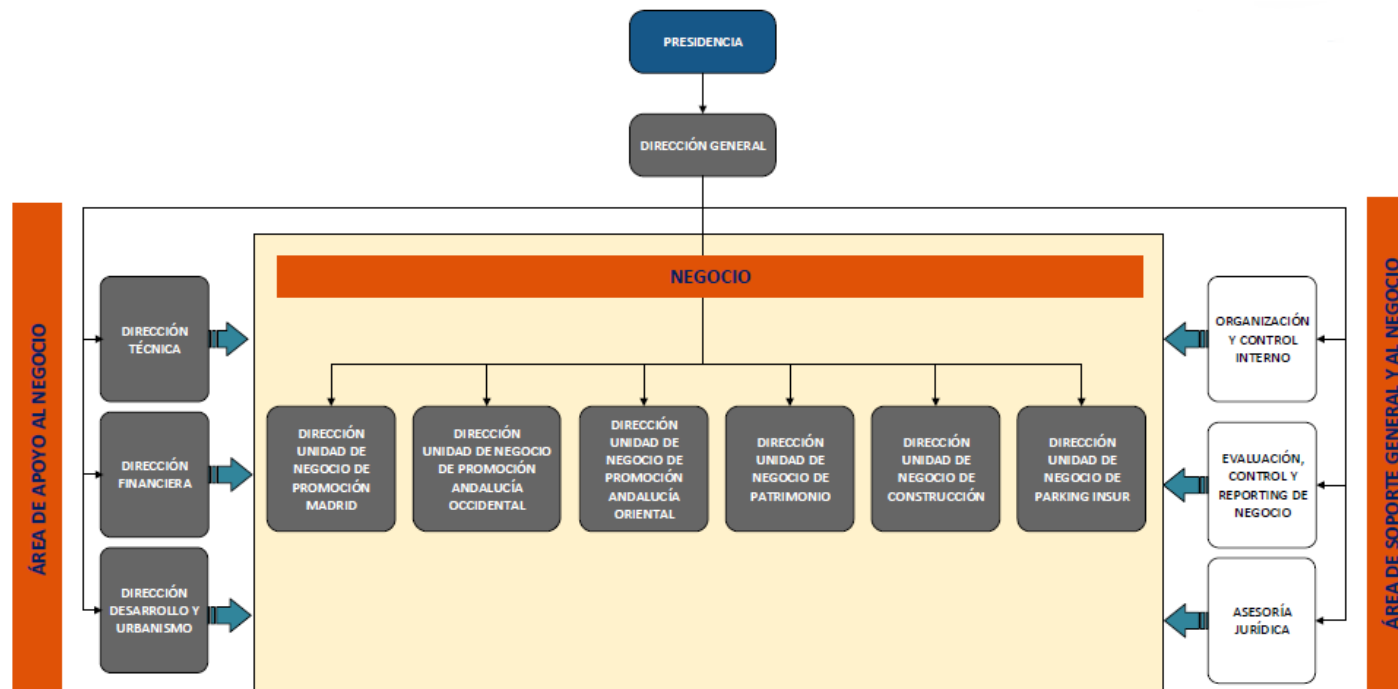 PRESIDENCIA
DIRECCIÓN GENERAL
ÁREA DE APOYO AL NEGOCIO
DIRECCIÓN
TÉCNICA
DIRECCIÓN
FINANCIERA
DIRECCIÓN
DESARROLLO Y
URBANISMO
NEGOCIO
DIRECCIÓN
UNIDAD DE
NEGOCIO DE
PROMOCIÓN
MADRID
DIRECCIÓN
UNIDAD DE NEGOCIO
DE PROMOCIÓN
ANDALUCÍA
OCCIDENTAL
DIRECCIÓN
UNIDAD DE
NEGOCIO DE
PROMOCIÓN
ANDALUCÍA
ORIENTAL
DIRECCIÓN
UNIDAD DE
NEGOCIO DE
PATRIMONIO
DIRECCIÓN
UNIDAD DE
NEGOCIO DE
CONSTRUCCIÓN
DIRECCIÓN
UNIDAD DE
NEGOCIO DE
PARKING INSUR
ORGANIZACIÓN
Y CONTROL
INTERNO
EVALUACIÓN,
CONTROL Y
REPORTING DE
NEGOCIO
ASESORÍA
JURÍDICA
ÁREA DE SOPORTE GENERAL Y AL NEGOCIO